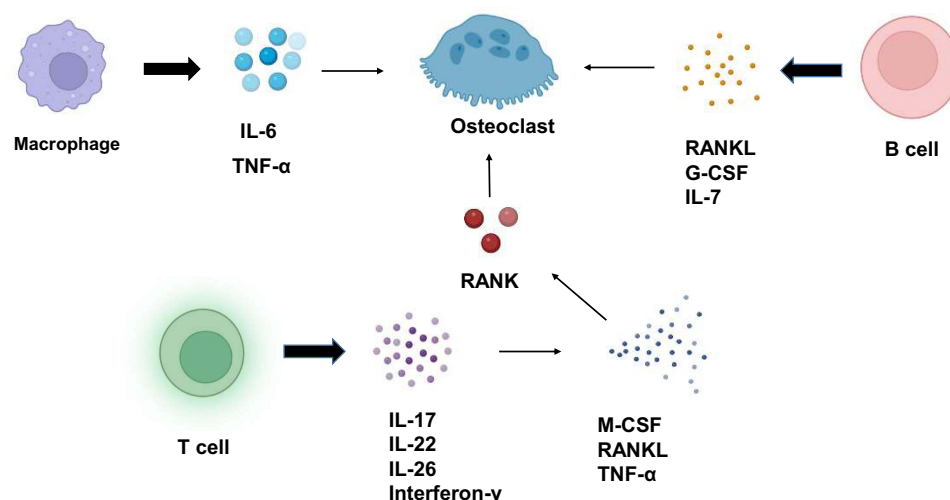 Macrophage
IL-6
TNF-α
Osteoclast
RANKL
G-CSF
IL-7
B cell
RANK
T cell
IL-17
IL-22
IL-26
Interferon-γ
M-CSF
RANKL
TNF-α